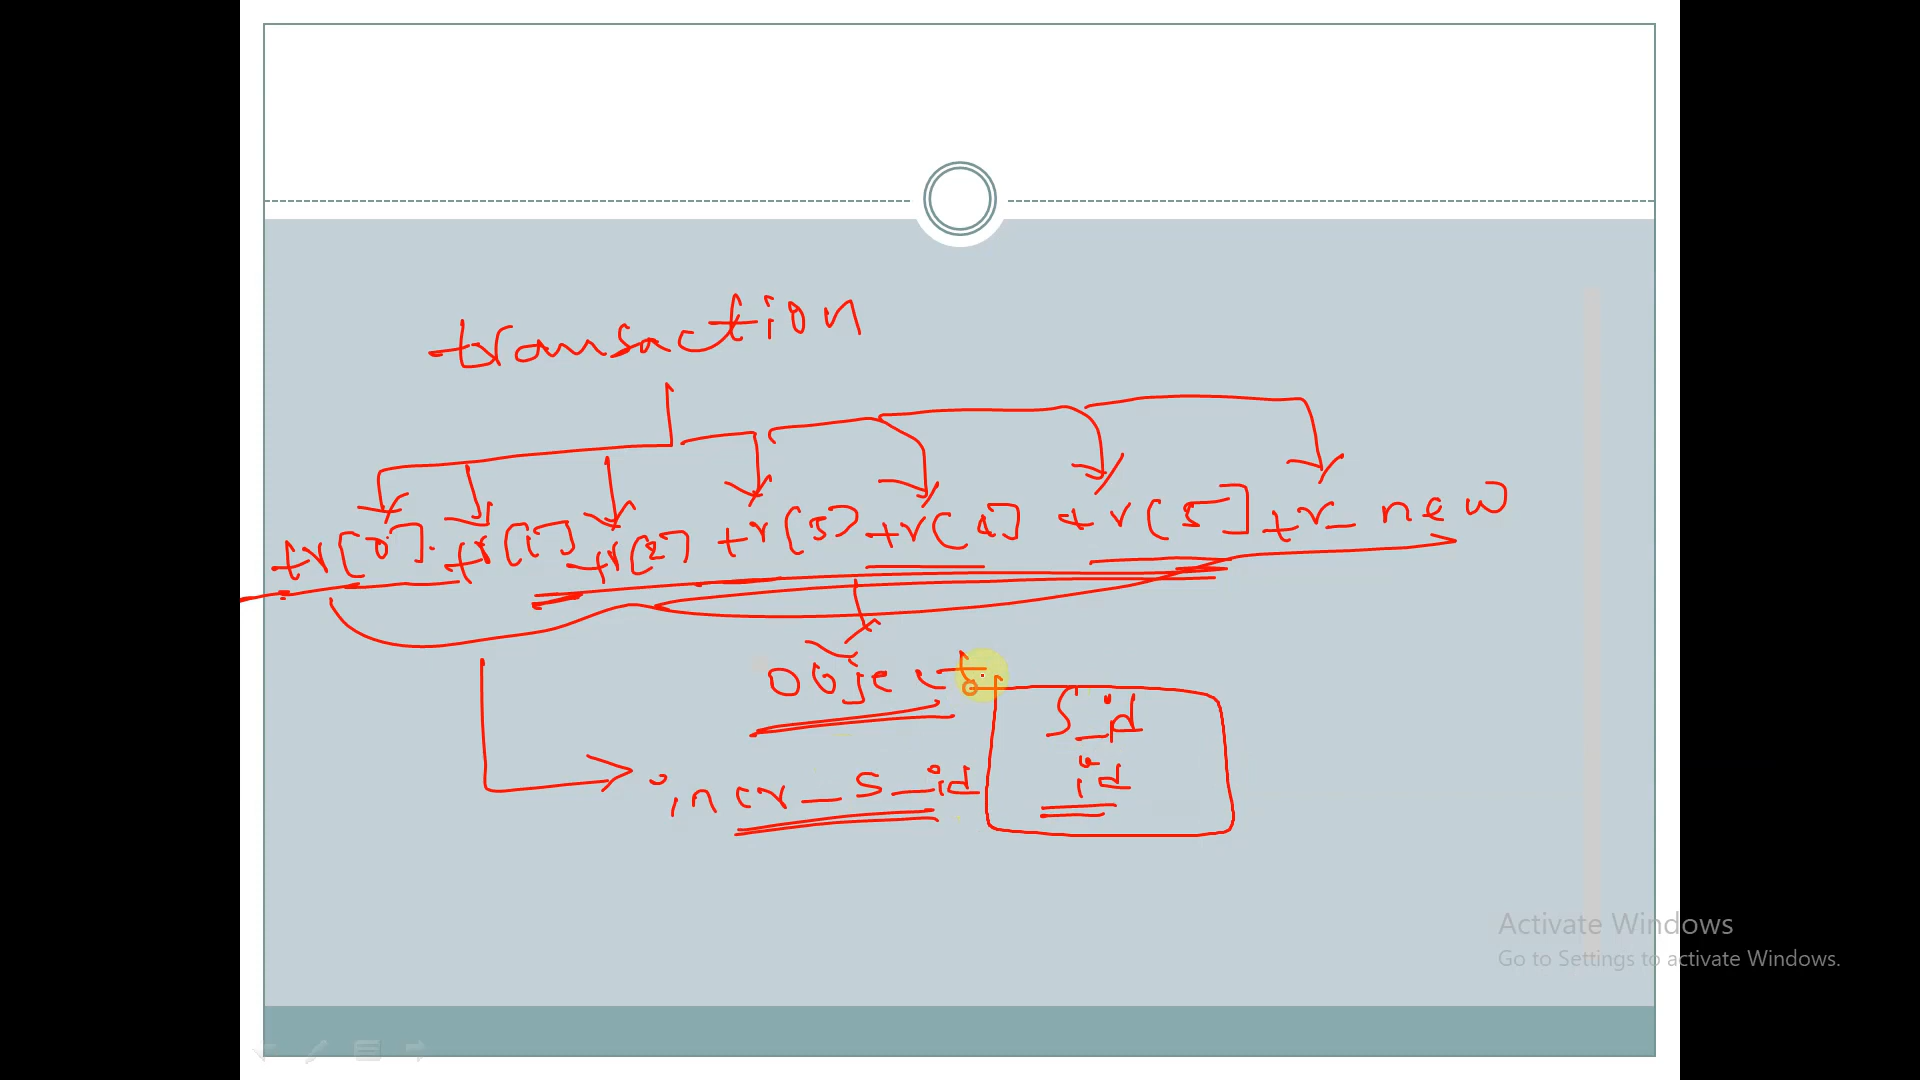 transaction
tr[0] tr[1] tr[2] tr[3] tr[4] tr[5] tr_new
object
S_id
incr_S_id
id
Activate Windows
Go to Settings to activate Windows.